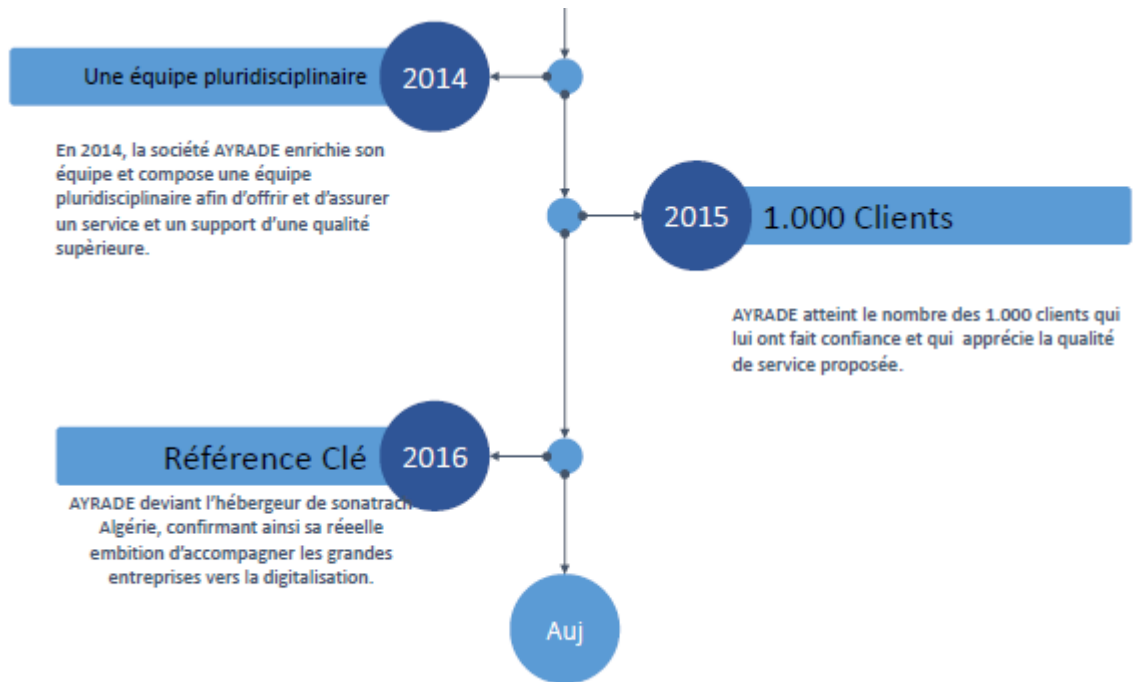 Une équipe pluridisciplinaire
2014
En 2014, la société AYRADE enrichie son
équipe et compose une équipe
pluridisciplinaire afin d'offrir et d'assurer
un service et un support d'une qualité
supèrieure.
2015
1.000 Clients
AYRADE atteint le nombre des 1.000 clients qui
lui ont fait confiance et qui apprécie la qualité
de service proposée.
Référence Clé
2016
AYRADE deviant l'hébergeur de sonatrach
Algérie, confirmant ainsi sa réeelle
embition d'accompagner les grandes
entreprises vers la digitalisation.
Auj